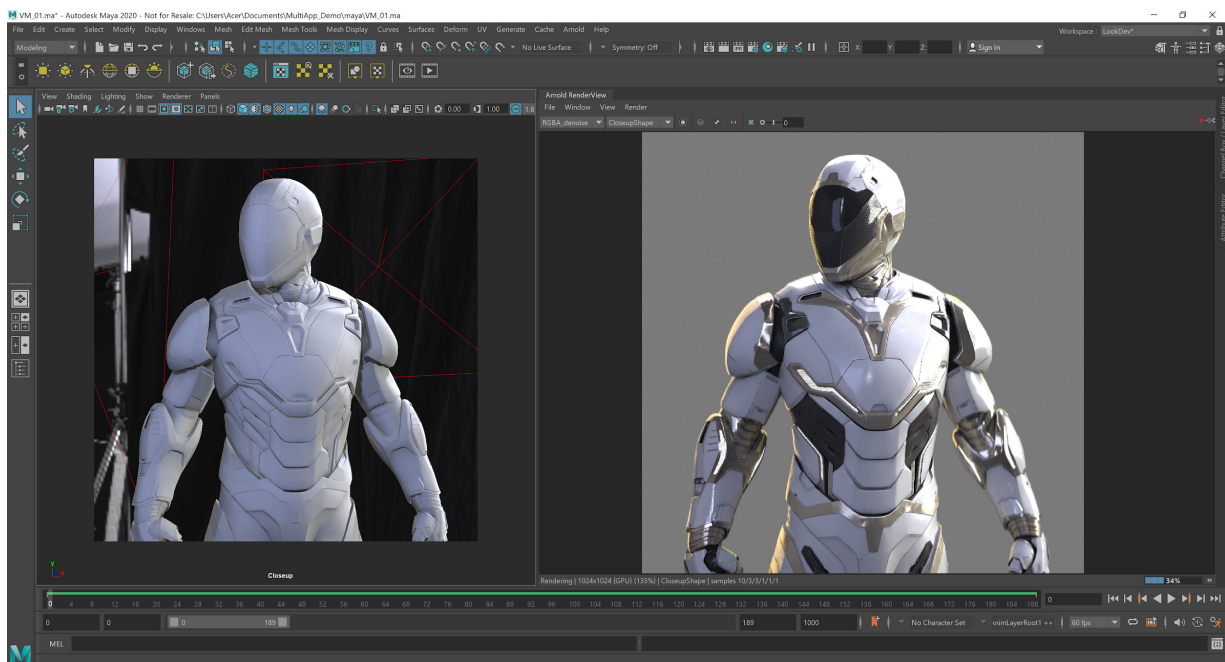 VM_01.ma* - Autodesk Maya 2020 - Not for Resale: C:\Users\Acer\Documents\MultiApp_Demo\maya\VM_01.ma
File Edit Create Select Modify Display Windows Mesh Edit Mesh Mesh Tools Mesh Display Curves Surfaces Deform UV Generate Cache Arnold Help
Workspace : LookDev*
Modeling No Live Surface Symmetry: Off X: Y: Z: Sign In
View Shading Lighting Show Renderer Panels
0.00 1.00 1.8
Arnold RenderView
File Window View Render
RGBA_denoise CloseupShape 0
Closeup
y
Rendering | 1024x1024 (GPU) (135%) | CloseupShape | samples 10/3/3/1/1/1 34%
0 4 8 12 16 20 24 28 32 36 40 44 48 52 56 60 64 68 72 76 80 84 88 92 96 100 104 108 112 116 120 124 128 132 136 140 144 148 152 156 160 164 168 172 176 180 184 188 0
0 0 0 189 189 1000 No Character Set 60 fps
MEL